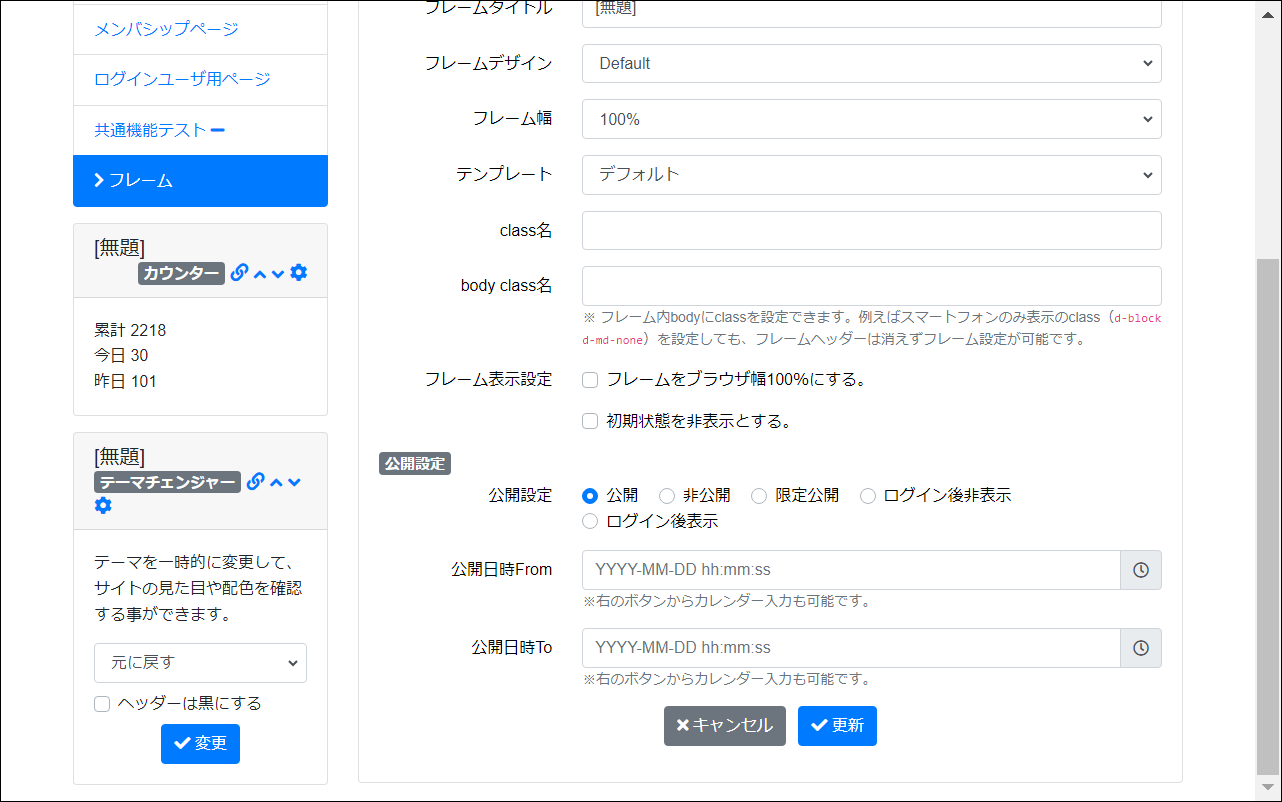 メンバシップページ
ログインユーザ用ページ
共通機能テスト
フレーム
[無題]
カウンター
累計 2218
今日 30
昨日 101
[無題]
テーマチェンジャー
テーマを一時的に変更して、
サイトの見た目や配色を確認
する事ができます。
元に戻す
ヘッダーは黒にする
変更
フレームタイトル
[無題]
フレームデザイン
Default
フレーム幅
100%
テンプレート
デフォルト
class名
body class名
※ フレーム内bodyにclassを設定できます。例えばスマートフォンのみ表示のclass（d-block
d-md-none）を設定しても、フレームヘッダーは消えずフレーム設定が可能です。
フレーム表示設定
フレームをブラウザ幅100%にする。
初期状態を非表示とする。
公開設定
公開設定
公開 非公開 限定公開 ログイン後非表示
ログイン後表示
公開日時From
YYYY-MM-DD hh:mm:ss
※右のボタンからカレンダー入力も可能です。
公開日時To
YYYY-MM-DD hh:mm:ss
※右のボタンからカレンダー入力も可能です。
キャンセル
更新